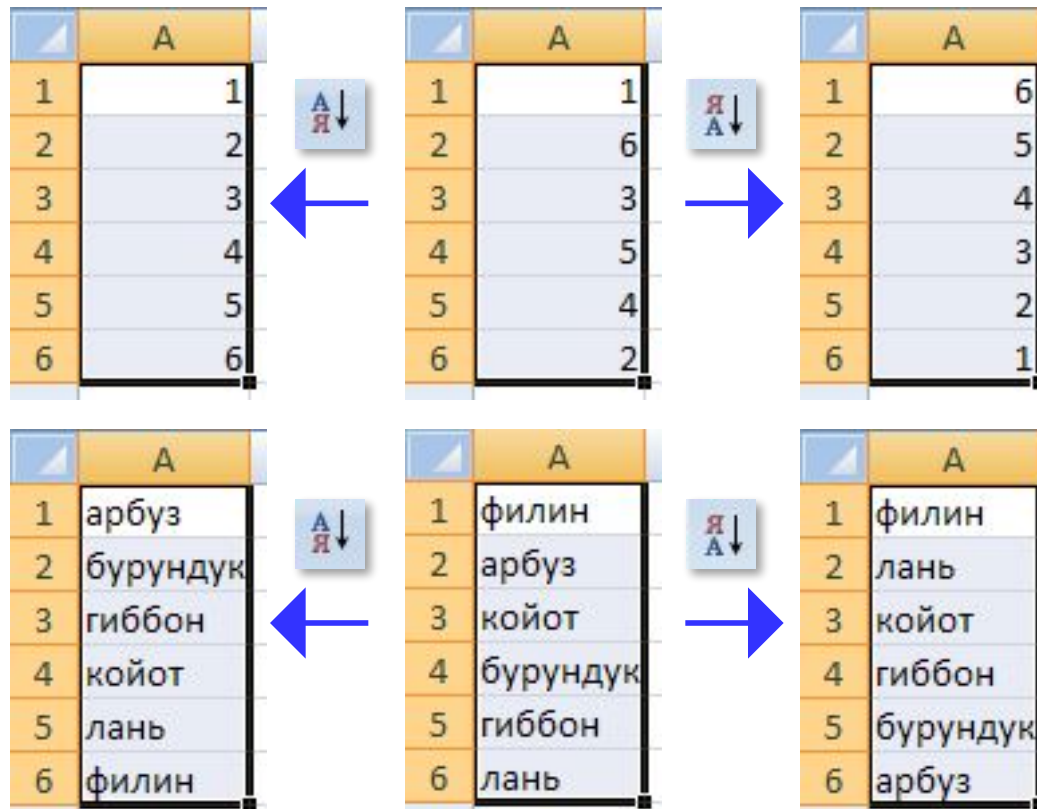 A
1 1
2 2
3 3
4 4
5 5
6 6
А
Я
A
1 1
2 6
3 3
4 5
5 4
6 2
Я
А
A
1 6
2 5
3 4
4 3
5 2
6 1
A
1 арбуз
2 бурундук
3 гиббон
4 койот
5 лань
6 филин
А
Я
A
1 филин
2 арбуз
3 койот
4 бурундук
5 гиббон
6 лань
Я
А
A
1 филин
2 лань
3 койот
4 гиббон
5 бурундук
6 арбуз